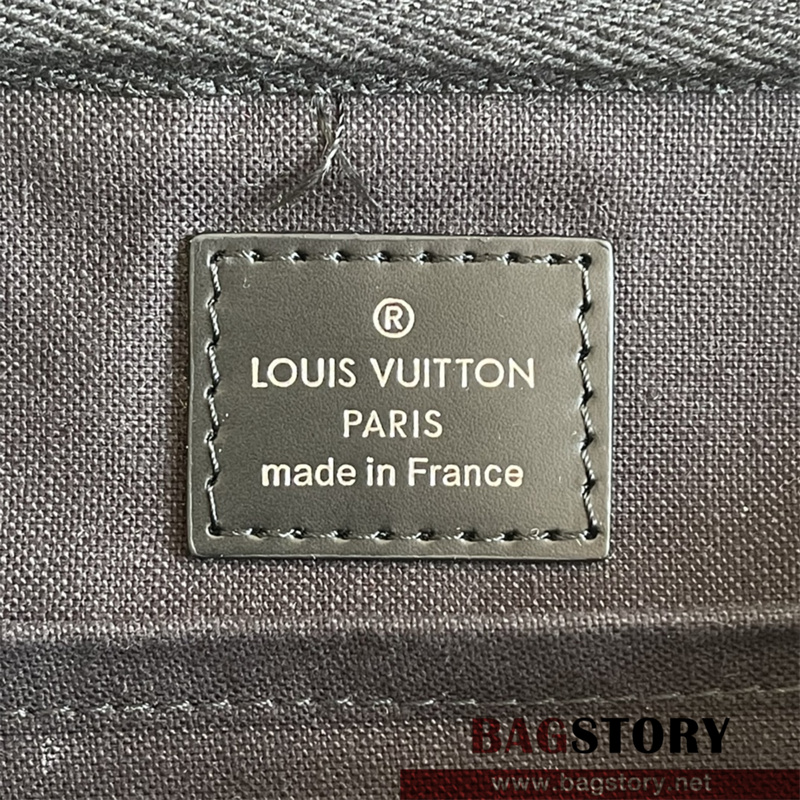 ®
LOUIS VUITTON
PARIS
made in France
BAGSTORY
www.bagstory.net